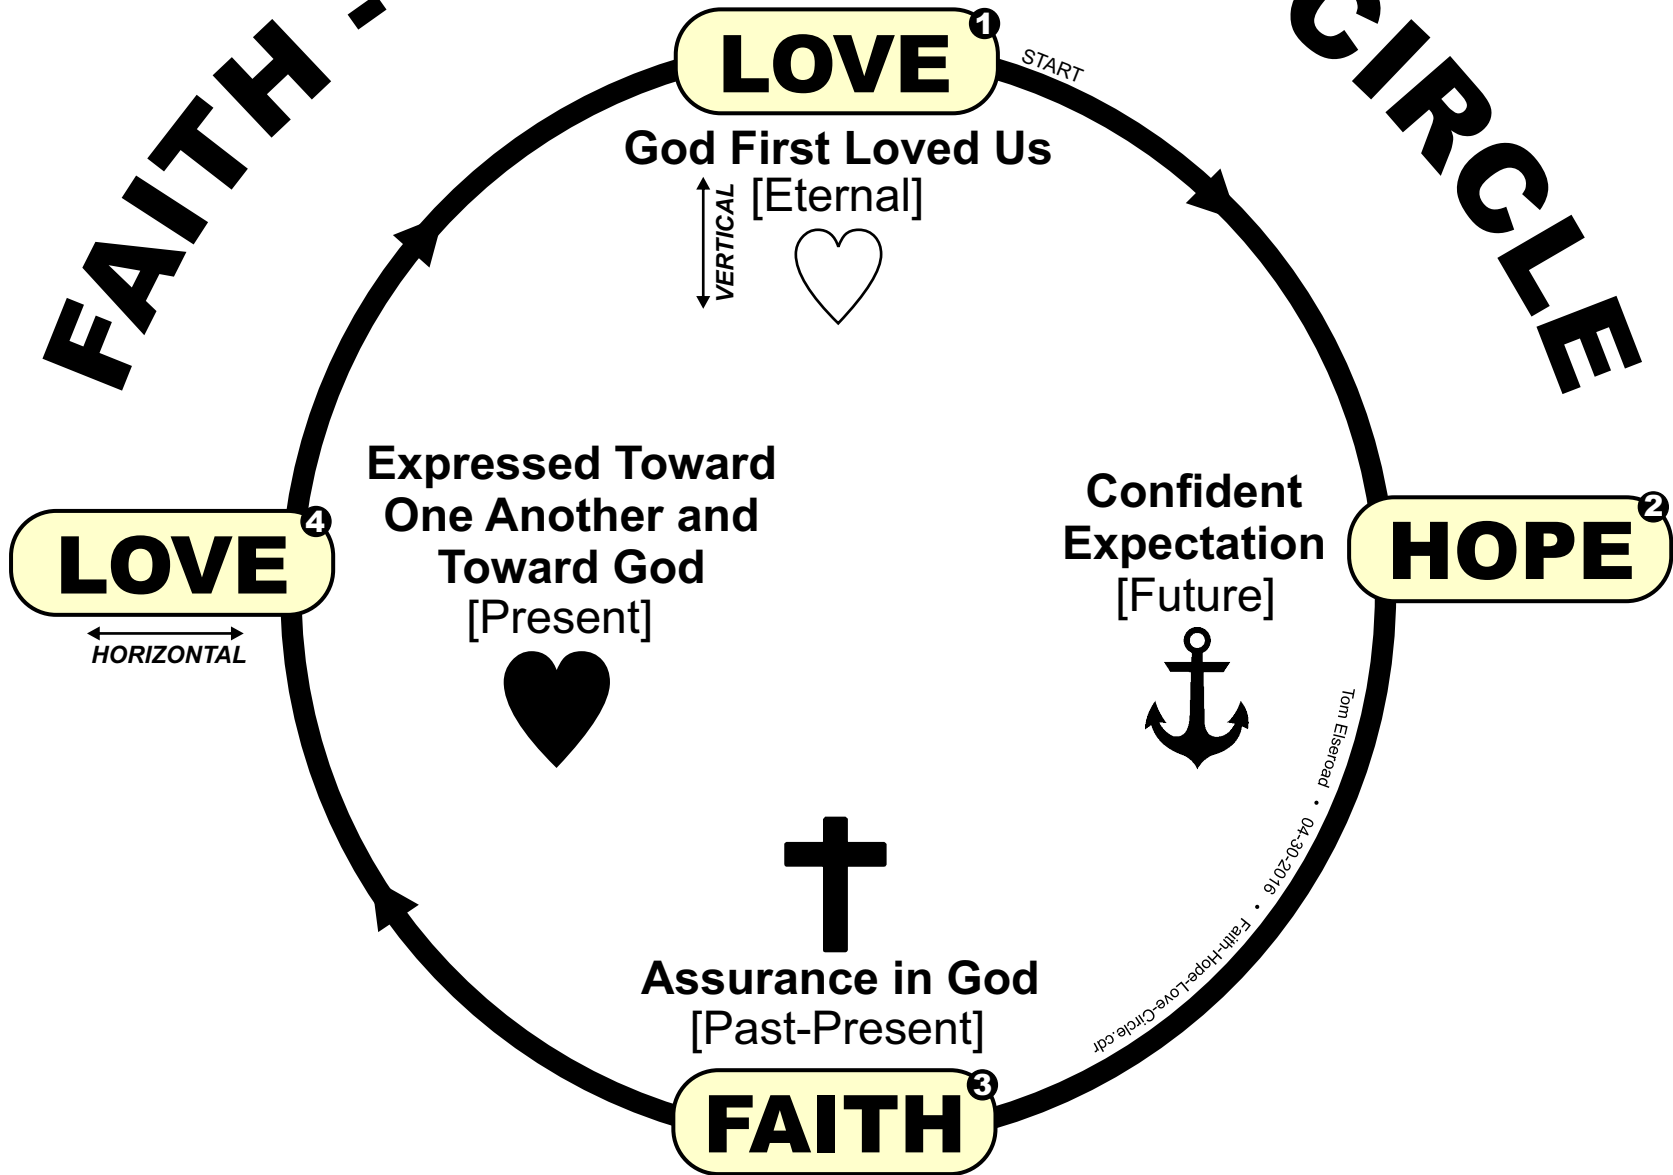 FAITH -
CIRCLE
LOVE 1
START
God First Loved Us
[Eternal]
VERTICAL
Expressed Toward
One Another and
Toward God
[Present]
LOVE 4
HORIZONTAL
Confident
Expectation
[Future]
HOPE 2
Tom Elseroad • 04-30-2016 • Faith-Hope-Love-Circle.cdr
Assurance in God
[Past-Present]
FAITH 3